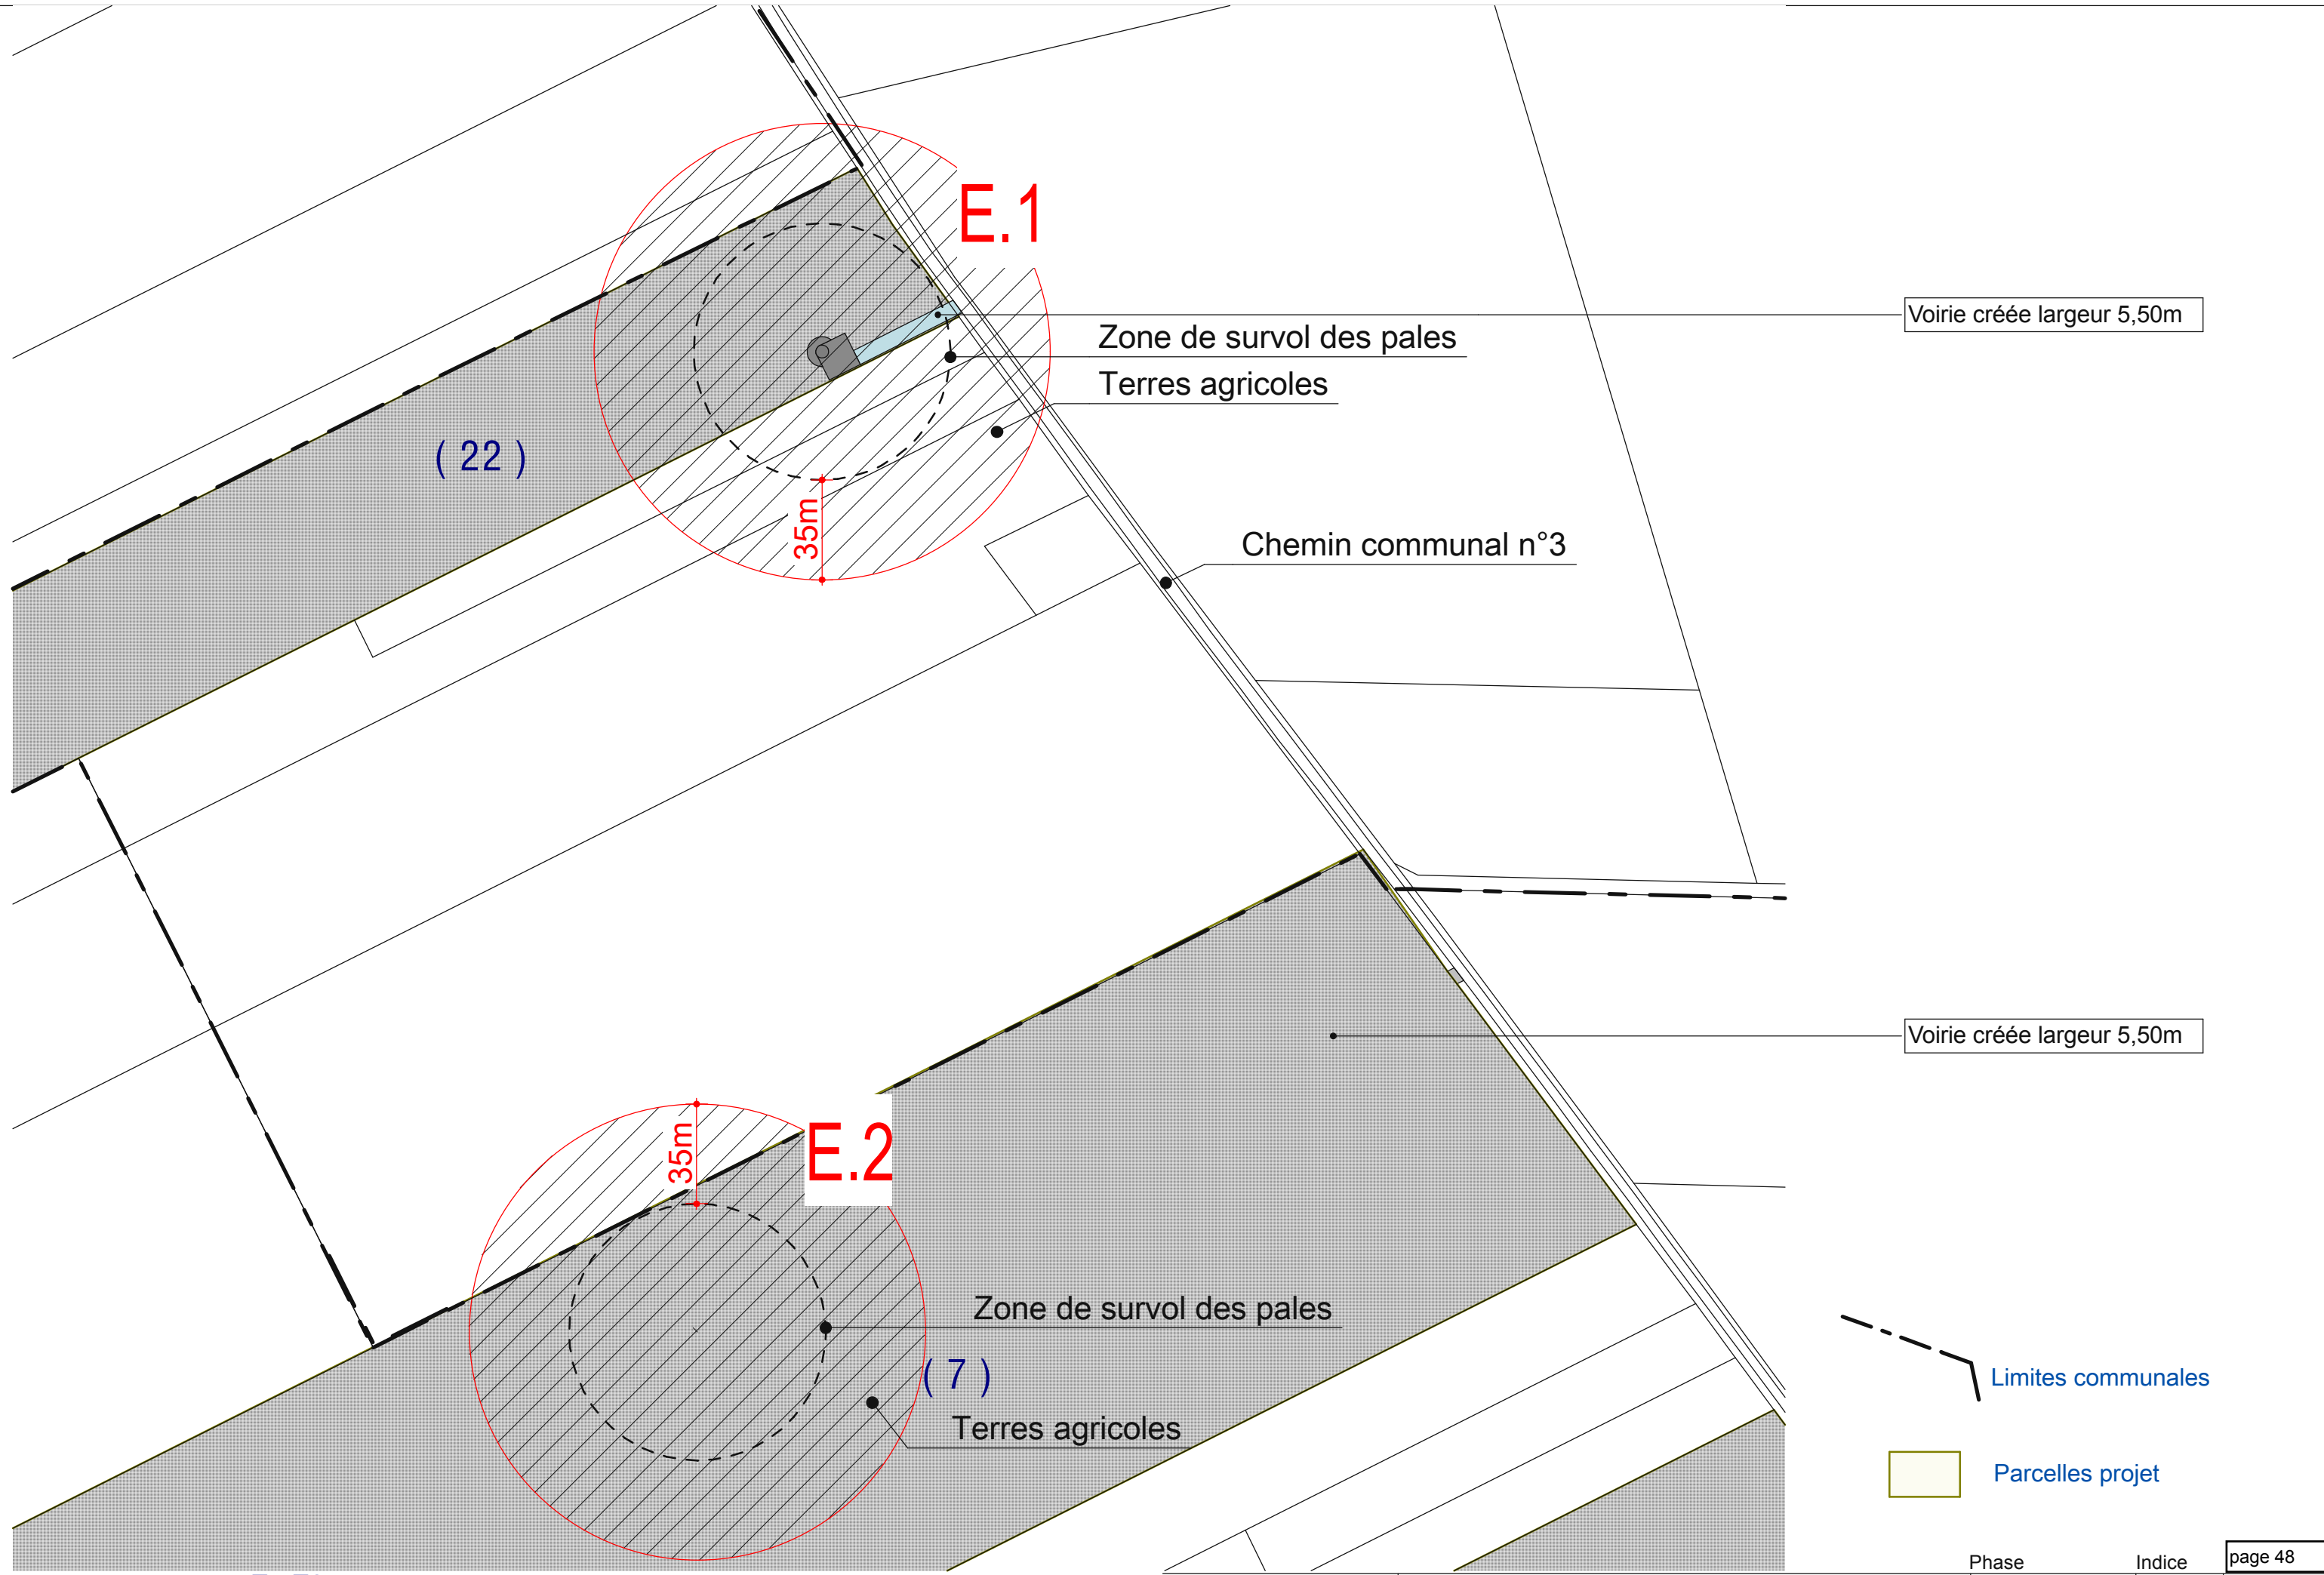 E.1
Voirie créée largeur 5,50m
Zone de survol des pales
Terres agricoles
( 22 )
35m
Chemin communal n°3
Voirie créée largeur 5,50m
35m
E.2
Zone de survol des pales
( 7 )
Terres agricoles
Limites communales
Parcelles projet
Phase
Indice
page 48